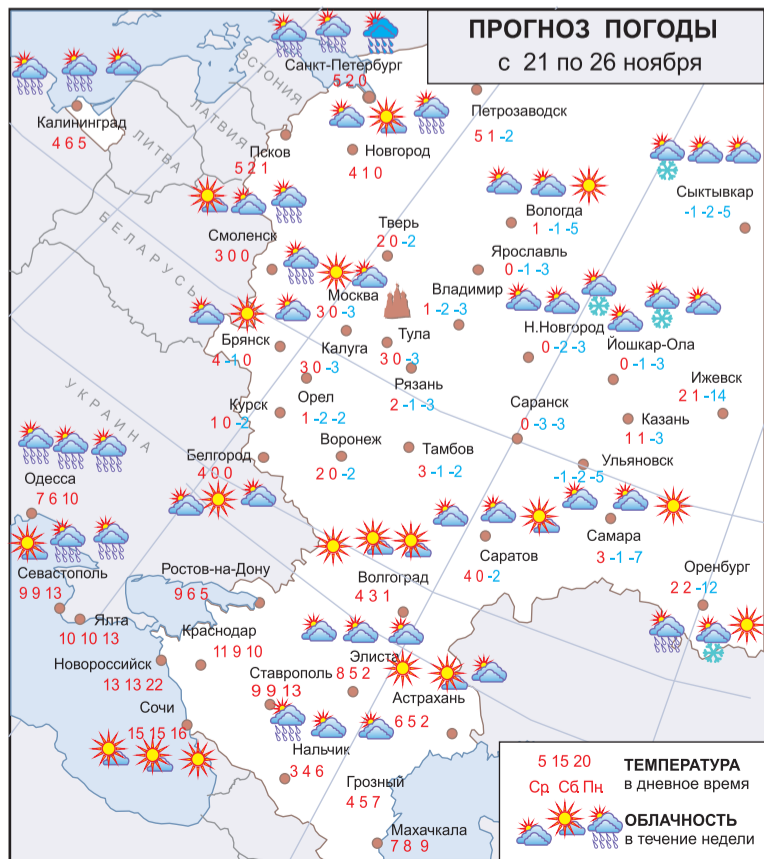 ПРОГНОЗ ПОГОДЫ
с 21 по 26 ноября
Санкт-Петербург
5 2 0
ЭСТОНИЯ
Калининград
4 6 5
ЛАТВИЯ
ЛИТВА
Петрозаводск
5 1 -2
Псков
5 2 1
Новгород
4 1 0
Сыктывкар
-1 -2 -5
Вологда
1 -1 -5
БЕЛАРУСЬ
Смоленск
3 0 0
Тверь
2 0 -2
Ярославль
0 -1 -3
Москва
3 0 -3
Владимир
1 -2 -3
Н.Новгород
0 -2 -3
Йошкар-Ола
0 -1 -3
Брянск
4 -1 0
Калуга
3 0 -3
Тула
3 0 -3
Рязань
2 -1 -3
Ижевск
2 1 -14
УКРАИНА
Курск
1 0 -2
Орел
1 -2 -2
Саранск
0 -3 -3
Казань
1 1 -3
Белгород
4 0 0
Воронеж
2 0 -2
Тамбов
3 -1 -2
Ульяновск
-1 -2 -5
Одесса
7 6 10
Саратов
4 0 -2
Самара
3 -1 -7
Оренбург
2 2 -12
Севастополь
9 9 13
Ростов-на-Дону
9 6 5
Волгоград
4 3 1
Ялта
10 10 13
Краснодар
11 9 10
Элиста
8 5 2
Новороссийск
13 13 22
Ставрополь
9 9 13
Астрахань
6 5 2
Сочи
15 15 16
Нальчик
3 4 6
Грозный
4 5 7
Махачкала
7 8 9
5 15 20
ТЕМПЕРАТУРА
Ср. Сб. Пн.
в дневное время
ОБЛАЧНОСТЬ
в течение недели